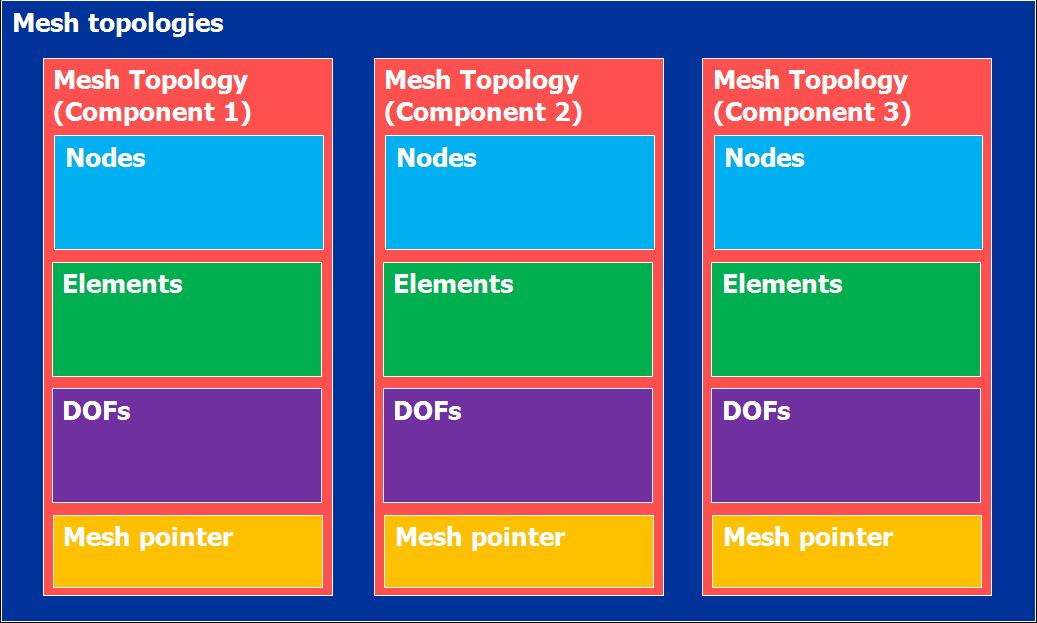 Mesh topologies
Mesh Topology
(Component 1)
Nodes
Elements
DOFs
Mesh pointer
Mesh Topology
(Component 2)
Nodes
Elements
DOFs
Mesh pointer
Mesh Topology
(Component 3)
Nodes
Elements
DOFs
Mesh pointer